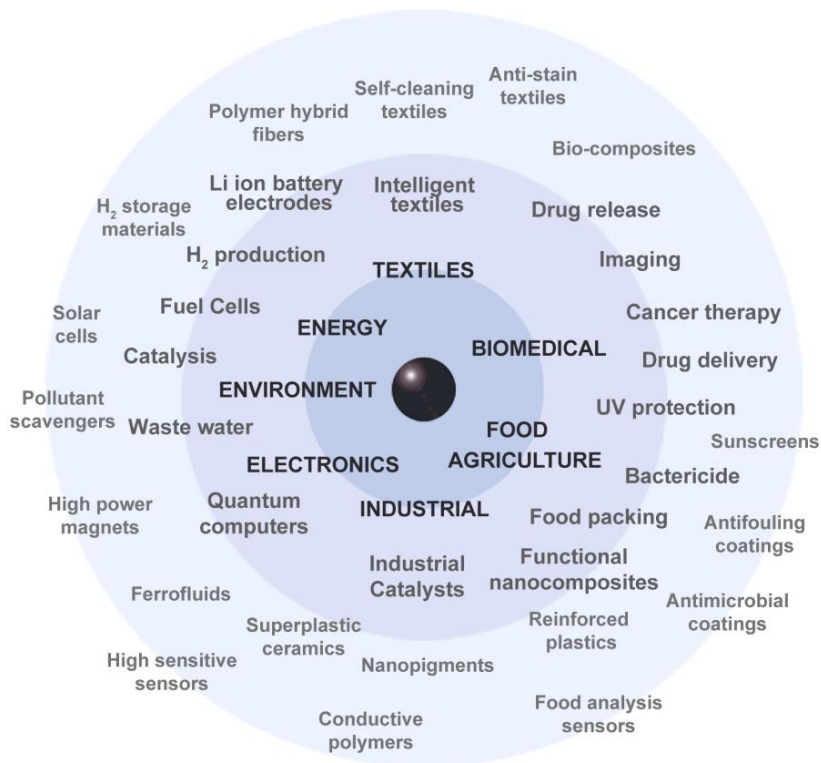 Anti-stain
textiles
Self-cleaning
textiles
Polymer hybrid
fibers
Bio-composites
Li ion battery
electrodes
Intelligent
textiles
Drug release
H₂ storage
materials
H₂ production
Imaging
TEXTILES
Fuel Cells
Solar
cells
ENERGY
Cancer therapy
Catalysis
BIOMEDICAL
Drug delivery
ENVIRONMENT
Pollutant
scavengers
UV protection
Waste water
FOOD
AGRICULTURE
Sunscreens
ELECTRONICS
Bactericide
High power
magnets
Quantum
computers
INDUSTRIAL
Food packing
Antifouling
coatings
Industrial
Catalysts
Functional
nanocomposites
Ferrofluids
Antimicrobial
coatings
Superplastic
ceramics
Reinforced
plastics
High sensitive
sensors
Nanopigments
Food analysis
sensors
Conductive
polymers